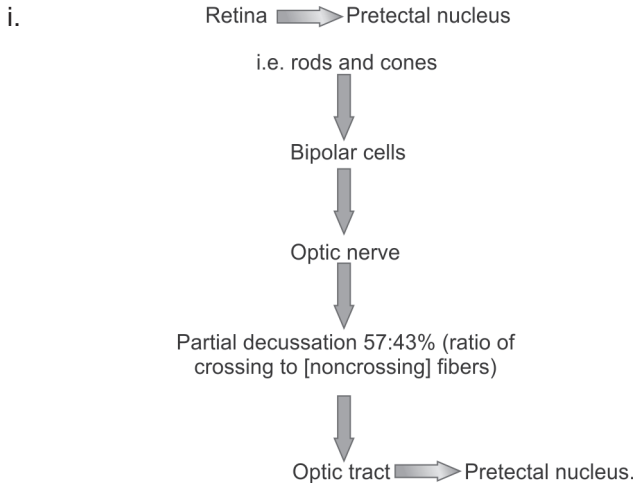 i.
Retina Pretectal nucleus
i.e. rods and cones
Bipolar cells
Optic nerve
Partial decussation 57:43% (ratio of
crossing to [noncrossing] fibers)
Optic tract Pretectal nucleus.